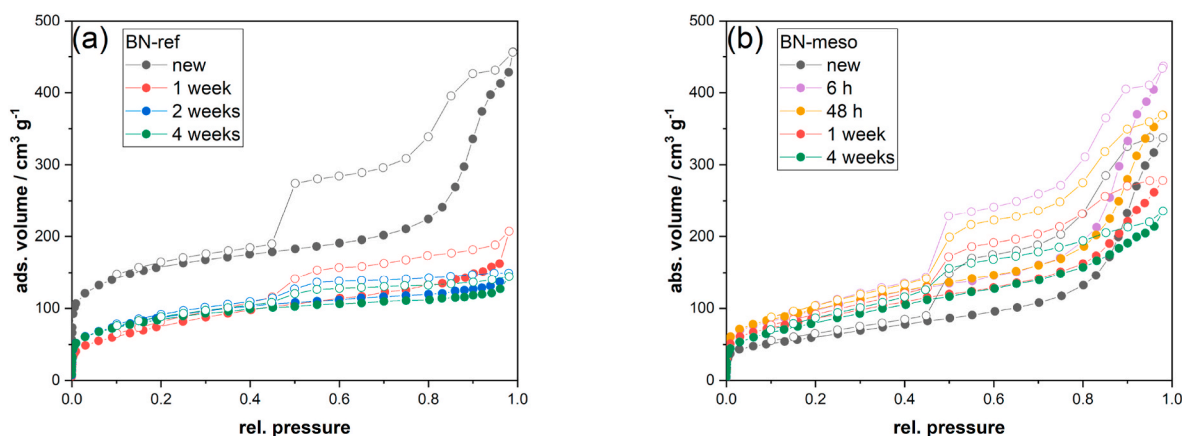 (a)
BN-ref
new
1 week
2 weeks
4 weeks
ads. volume / cm³ g⁻¹
500
400
300
200
100
0
0.0 0.2 0.4 0.6 0.8 1.0
rel. pressure
(b)
BN-meso
new
6 h
48 h
1 week
4 weeks
abs. volume / cm³ g⁻¹
500
400
300
200
100
0
0.0 0.2 0.4 0.6 0.8 1.0
rel. pressure